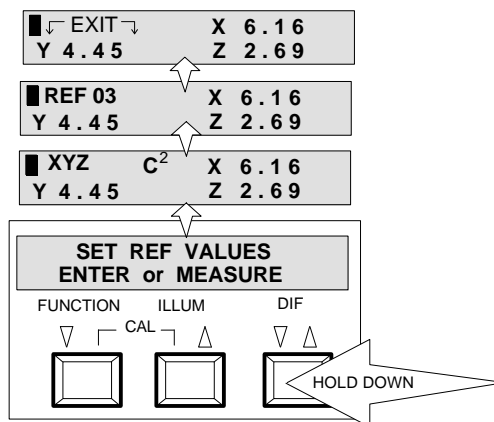 EXIT X 6.16
Y 4.45 Z 2.69
REF 03 X 6.16
Y 4.45 Z 2.69
XYZ C² X 6.16
Y 4.45 Z 2.69
SET REF VALUES
ENTER or MEASURE
FUNCTION ILLUM DIF
CAL
HOLD DOWN